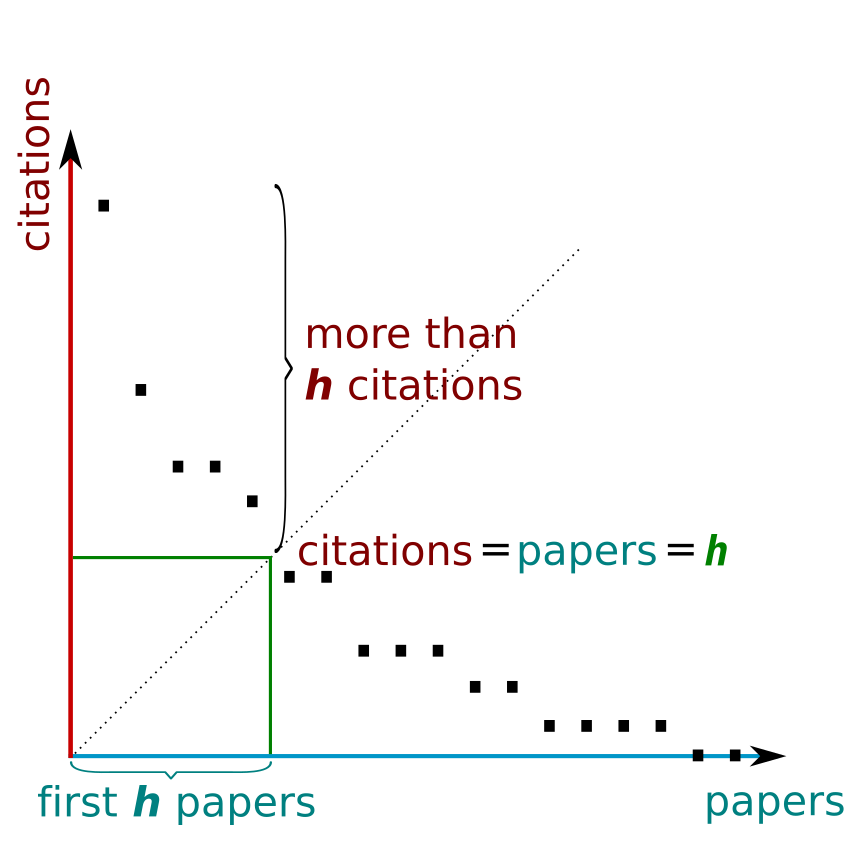 citations
more than
h citations
citations = papers = h
first h papers
papers